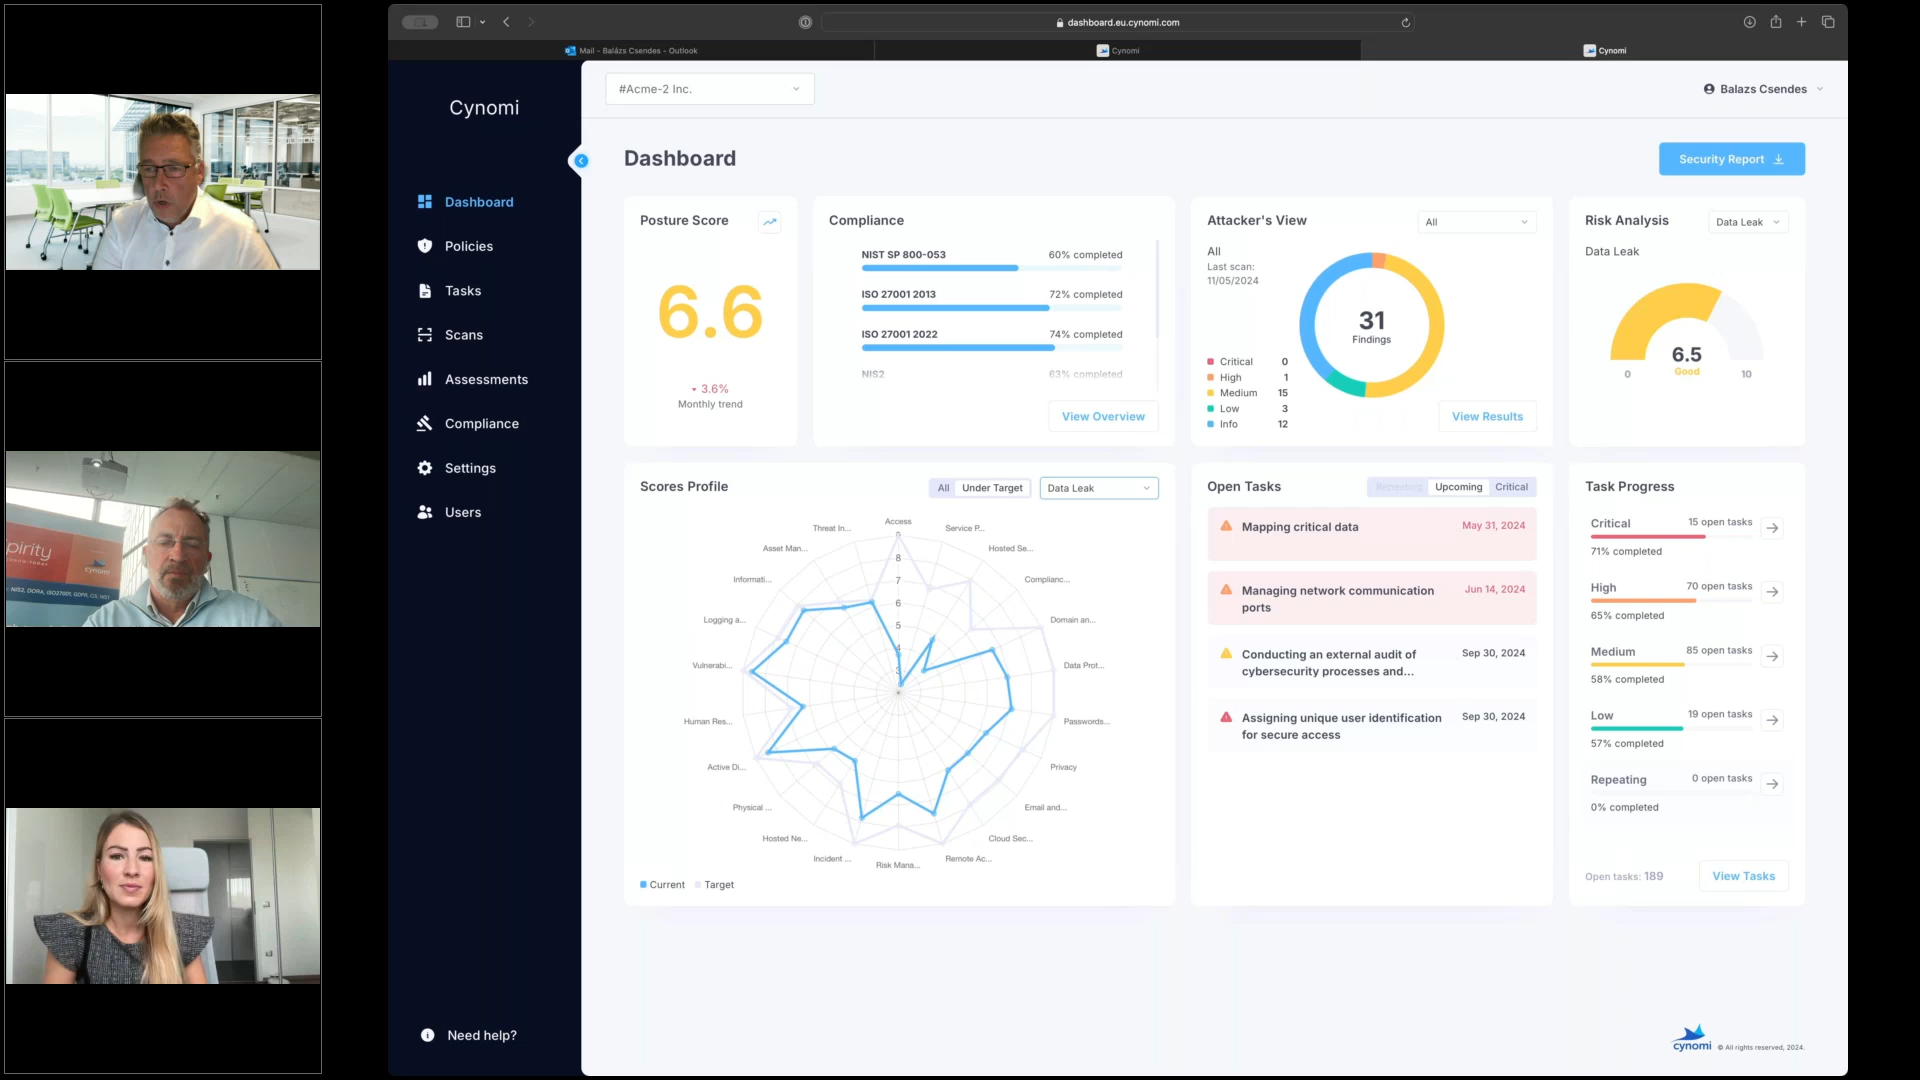 dashboard.eu.cynomi.com
Mail - Balázs Csendes - Outlook
Cynomi
Cynomi
Cynomi
#Acme-2 Inc.
Balazs Csendes
Dashboard
Policies
Tasks
Scans
Assessments
Compliance
Settings
Users
Need help?
Dashboard
Security Report
Posture Score
6.6
3.6%
Monthly trend
Compliance
NIST SP 800-053 60% completed
ISO 27001 2013 72% completed
ISO 27001 2022 74% completed
NIS2 63% completed
View Overview
Attacker's View
All
All
Last scan:
11/05/2024
31
Findings
Critical 0
High 1
Medium 15
Low 3
Info 12
View Results
Risk Analysis
Data Leak
Data Leak
6.5
Good
0 10
Scores Profile
All Under Target
Data Leak
Access
Service P...
Hosted Se...
Complianc...
Domain an...
Data Prot...
Passwords...
Privacy
Email and...
Cloud Sec...
Remote Ac...
Risk Mana...
Incident ...
Hosted Ne...
Physical ...
Active Di...
Human Res...
Vulnerabi...
Logging a...
Informati...
Asset Man...
Threat In...
9
8
7
6
5
4
3
Current Target
Open Tasks
Repeating Upcoming Critical
Mapping critical data May 31, 2024
Managing network communication Jun 14, 2024
ports
Conducting an external audit of Sep 30, 2024
cybersecurity processes and...
Assigning unique user identification Sep 30, 2024
for secure access
Task Progress
Critical 15 open tasks
71% completed
High 70 open tasks
65% completed
Medium 85 open tasks
58% completed
Low 19 open tasks
57% completed
Repeating 0 open tasks
0% completed
Open tasks: 189
View Tasks
cynomi © All rights reserved, 2024.
pirity
cynomi
NIS2, DORA, ISO27001, GDPR, CIS, NIST